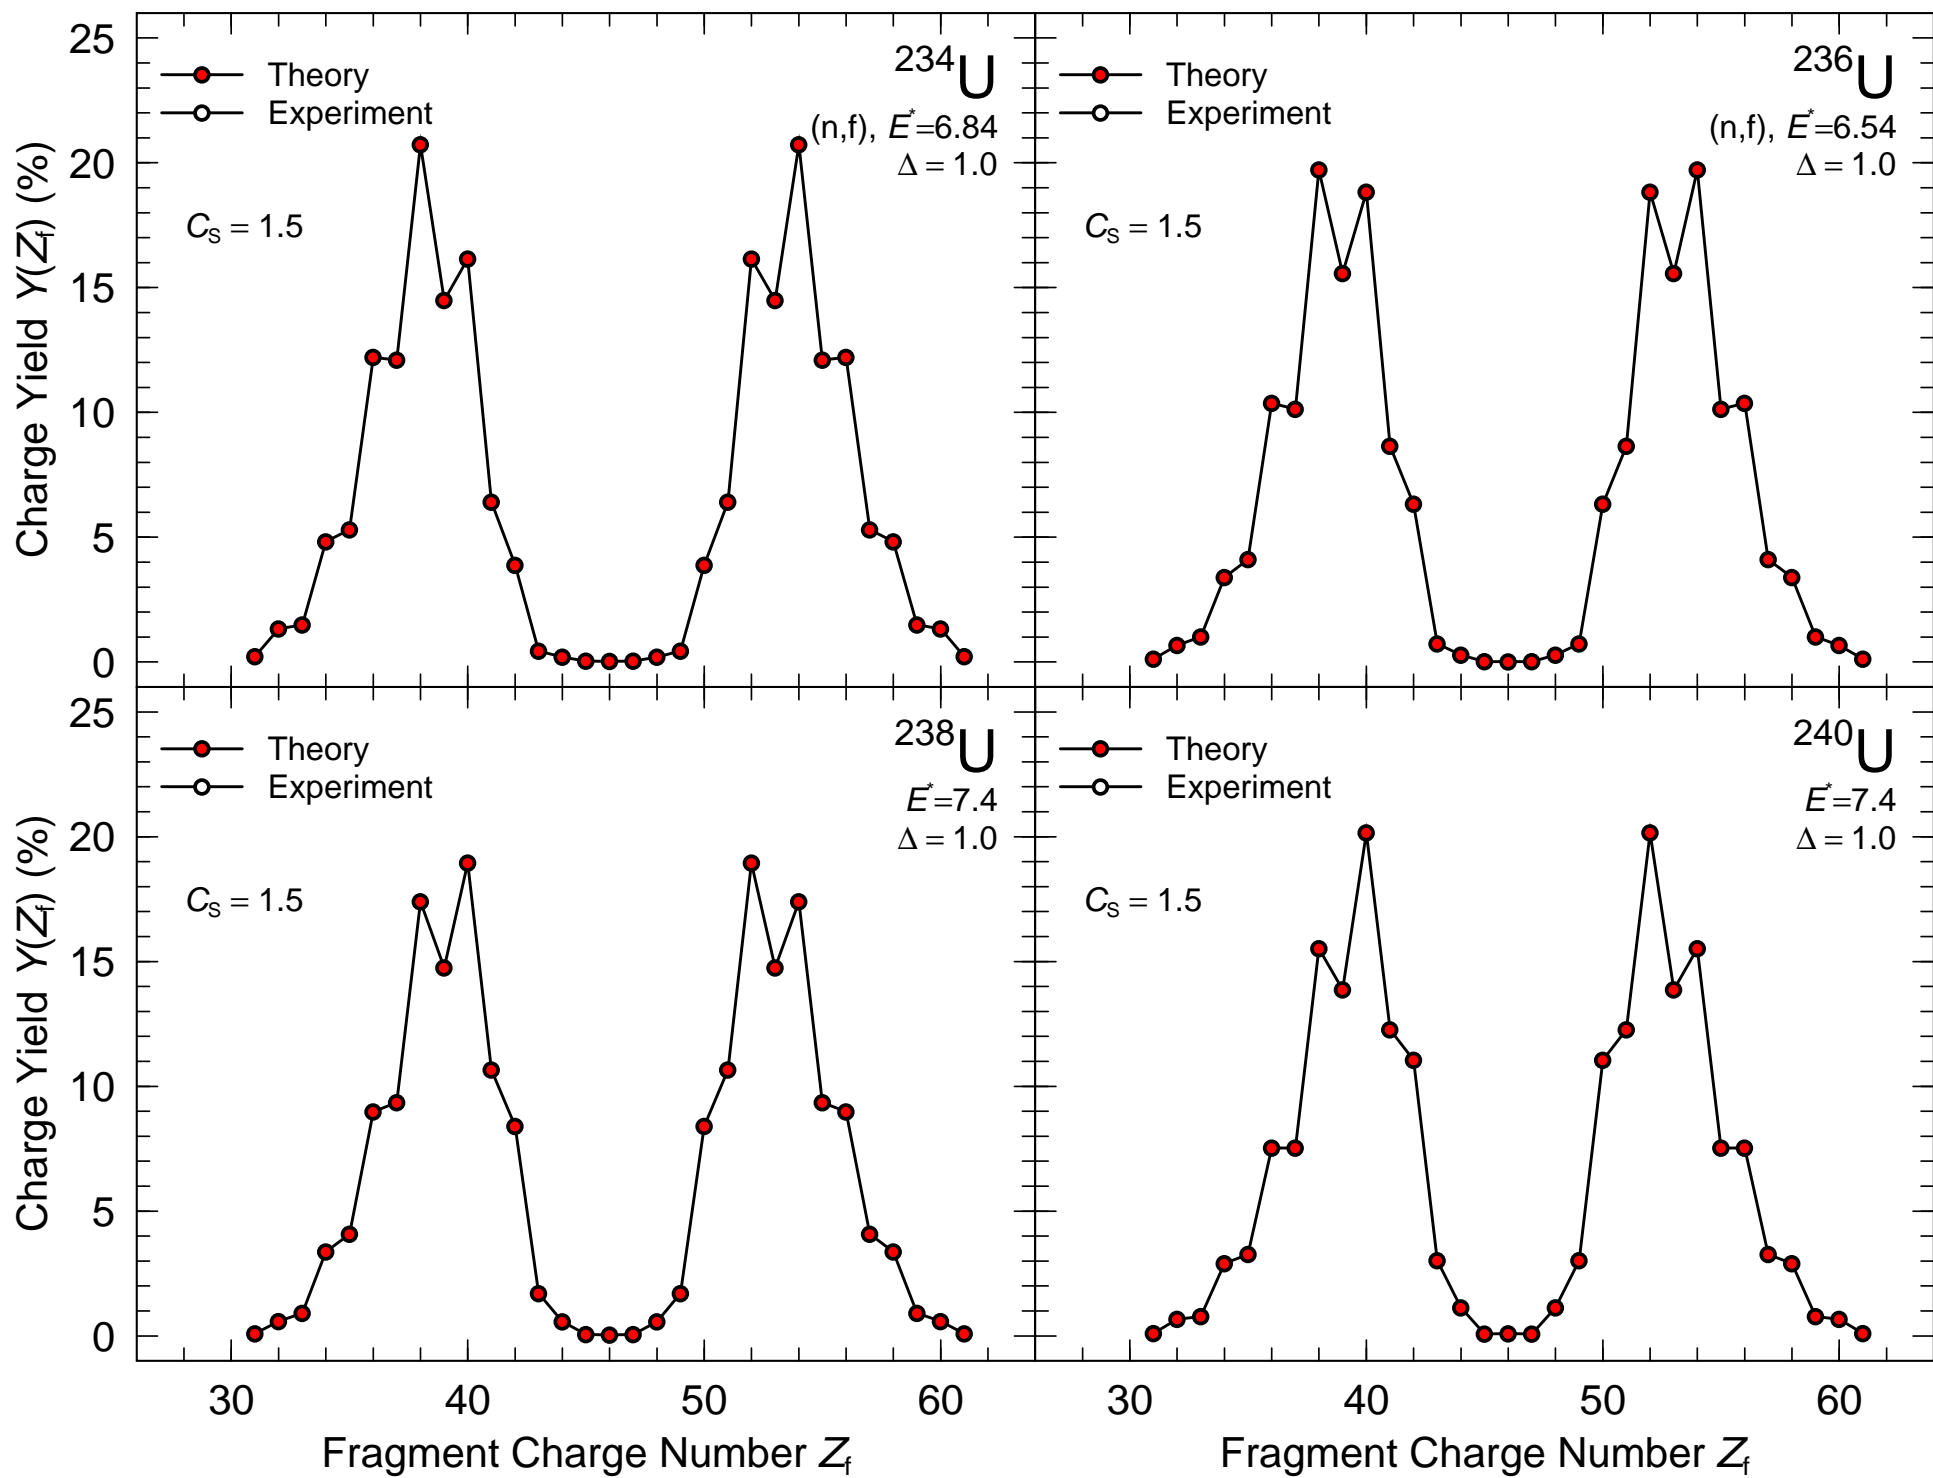 Charge Yield Y(Zf) (%)
25
20
15
10
5
0
Theory
Experiment
234U
(n,f), E*=6.84
Δ = 1.0
CS = 1.5
Theory
Experiment
236U
(n,f), E*=6.54
Δ = 1.0
CS = 1.5
Charge Yield Y(Zf) (%)
25
20
15
10
5
0
Theory
Experiment
238U
E*=7.4
Δ = 1.0
CS = 1.5
Theory
Experiment
240U
E*=7.4
Δ = 1.0
CS = 1.5
30 40 50 60
30 40 50 60
Fragment Charge Number Zf
Fragment Charge Number Zf